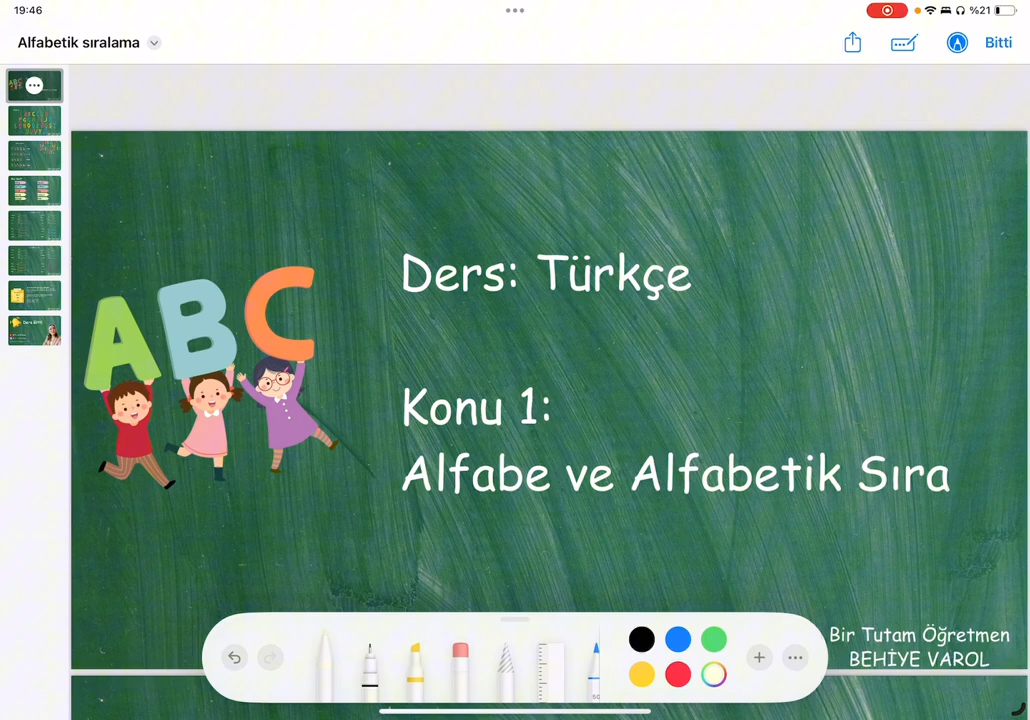 19:46
%21
Alfabetik sıralama
Bitti
ABC
Ders: Türkçe
Konu 1:
Alfabe ve Alfabetik Sıra
Bir Tutam Öğretmen
BEHİYE VAROL